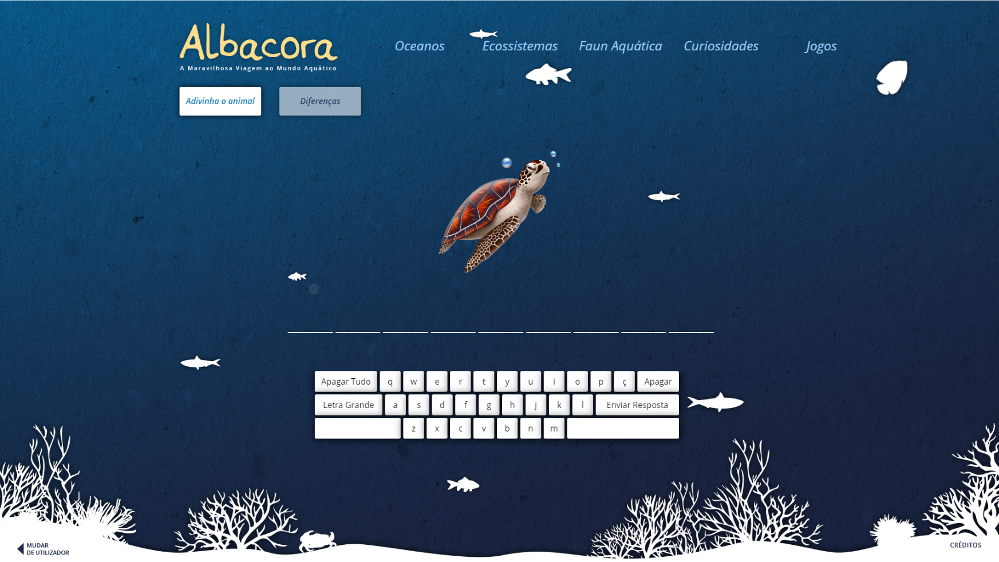 Albacora
A Maravilhosa Viagem ao Mundo Aquático
Oceanos
Ecossistemas
Faun Aquática
Curiosidades
Jogos
Adivinha o animal
Diferenças
Apagar Tudo q w e r t y u i o p ç Apagar
Letra Grande a s d f g h j k l Enviar Resposta
z x c v b n m
MUDAR
DE UTILIZADOR
CRÉDITOS